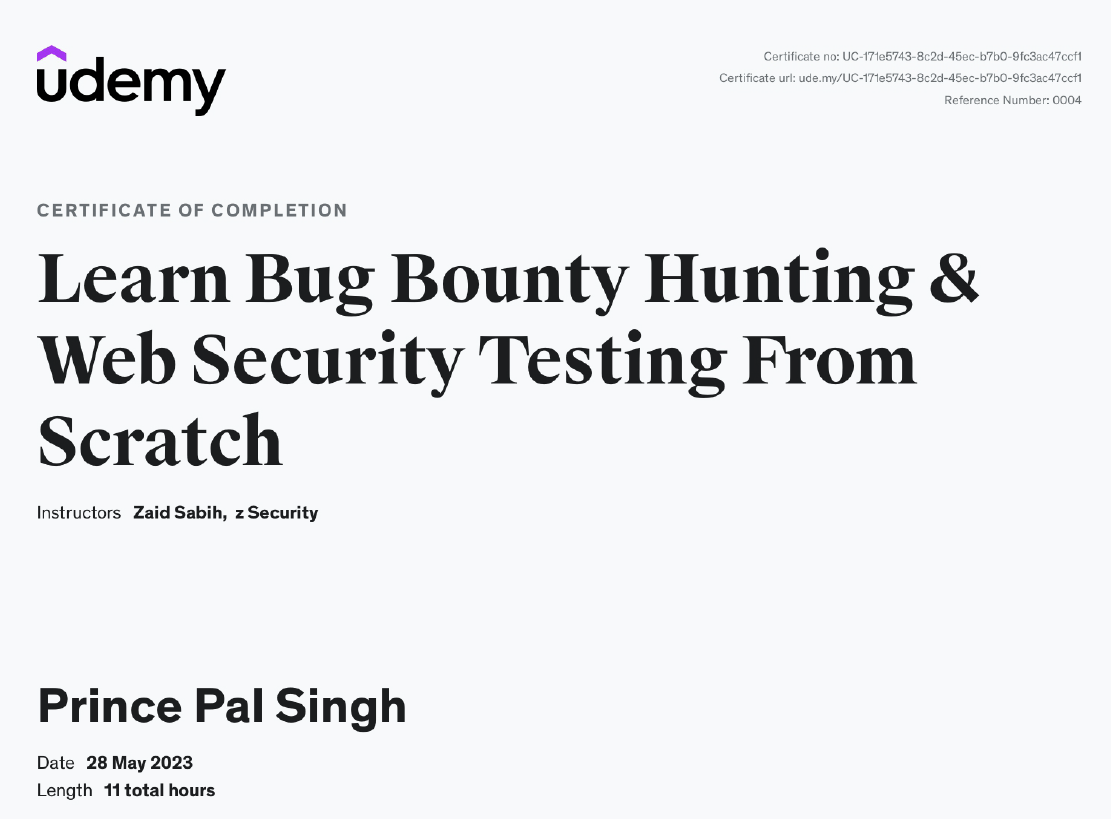 udemy
Certificate no: UC-171e5743-8c2d-45ec-b7b0-9fc3ac47ccf1
Certificate url: ude.my/UC-171e5743-8c2d-45ec-b7b0-9fc3ac47ccf1
Reference Number: 0004
CERTIFICATE OF COMPLETION
Learn Bug Bounty Hunting &
Web Security Testing From
Scratch
Instructors Zaid Sabih, z Security
Prince Pal Singh
Date 28 May 2023
Length 11 total hours